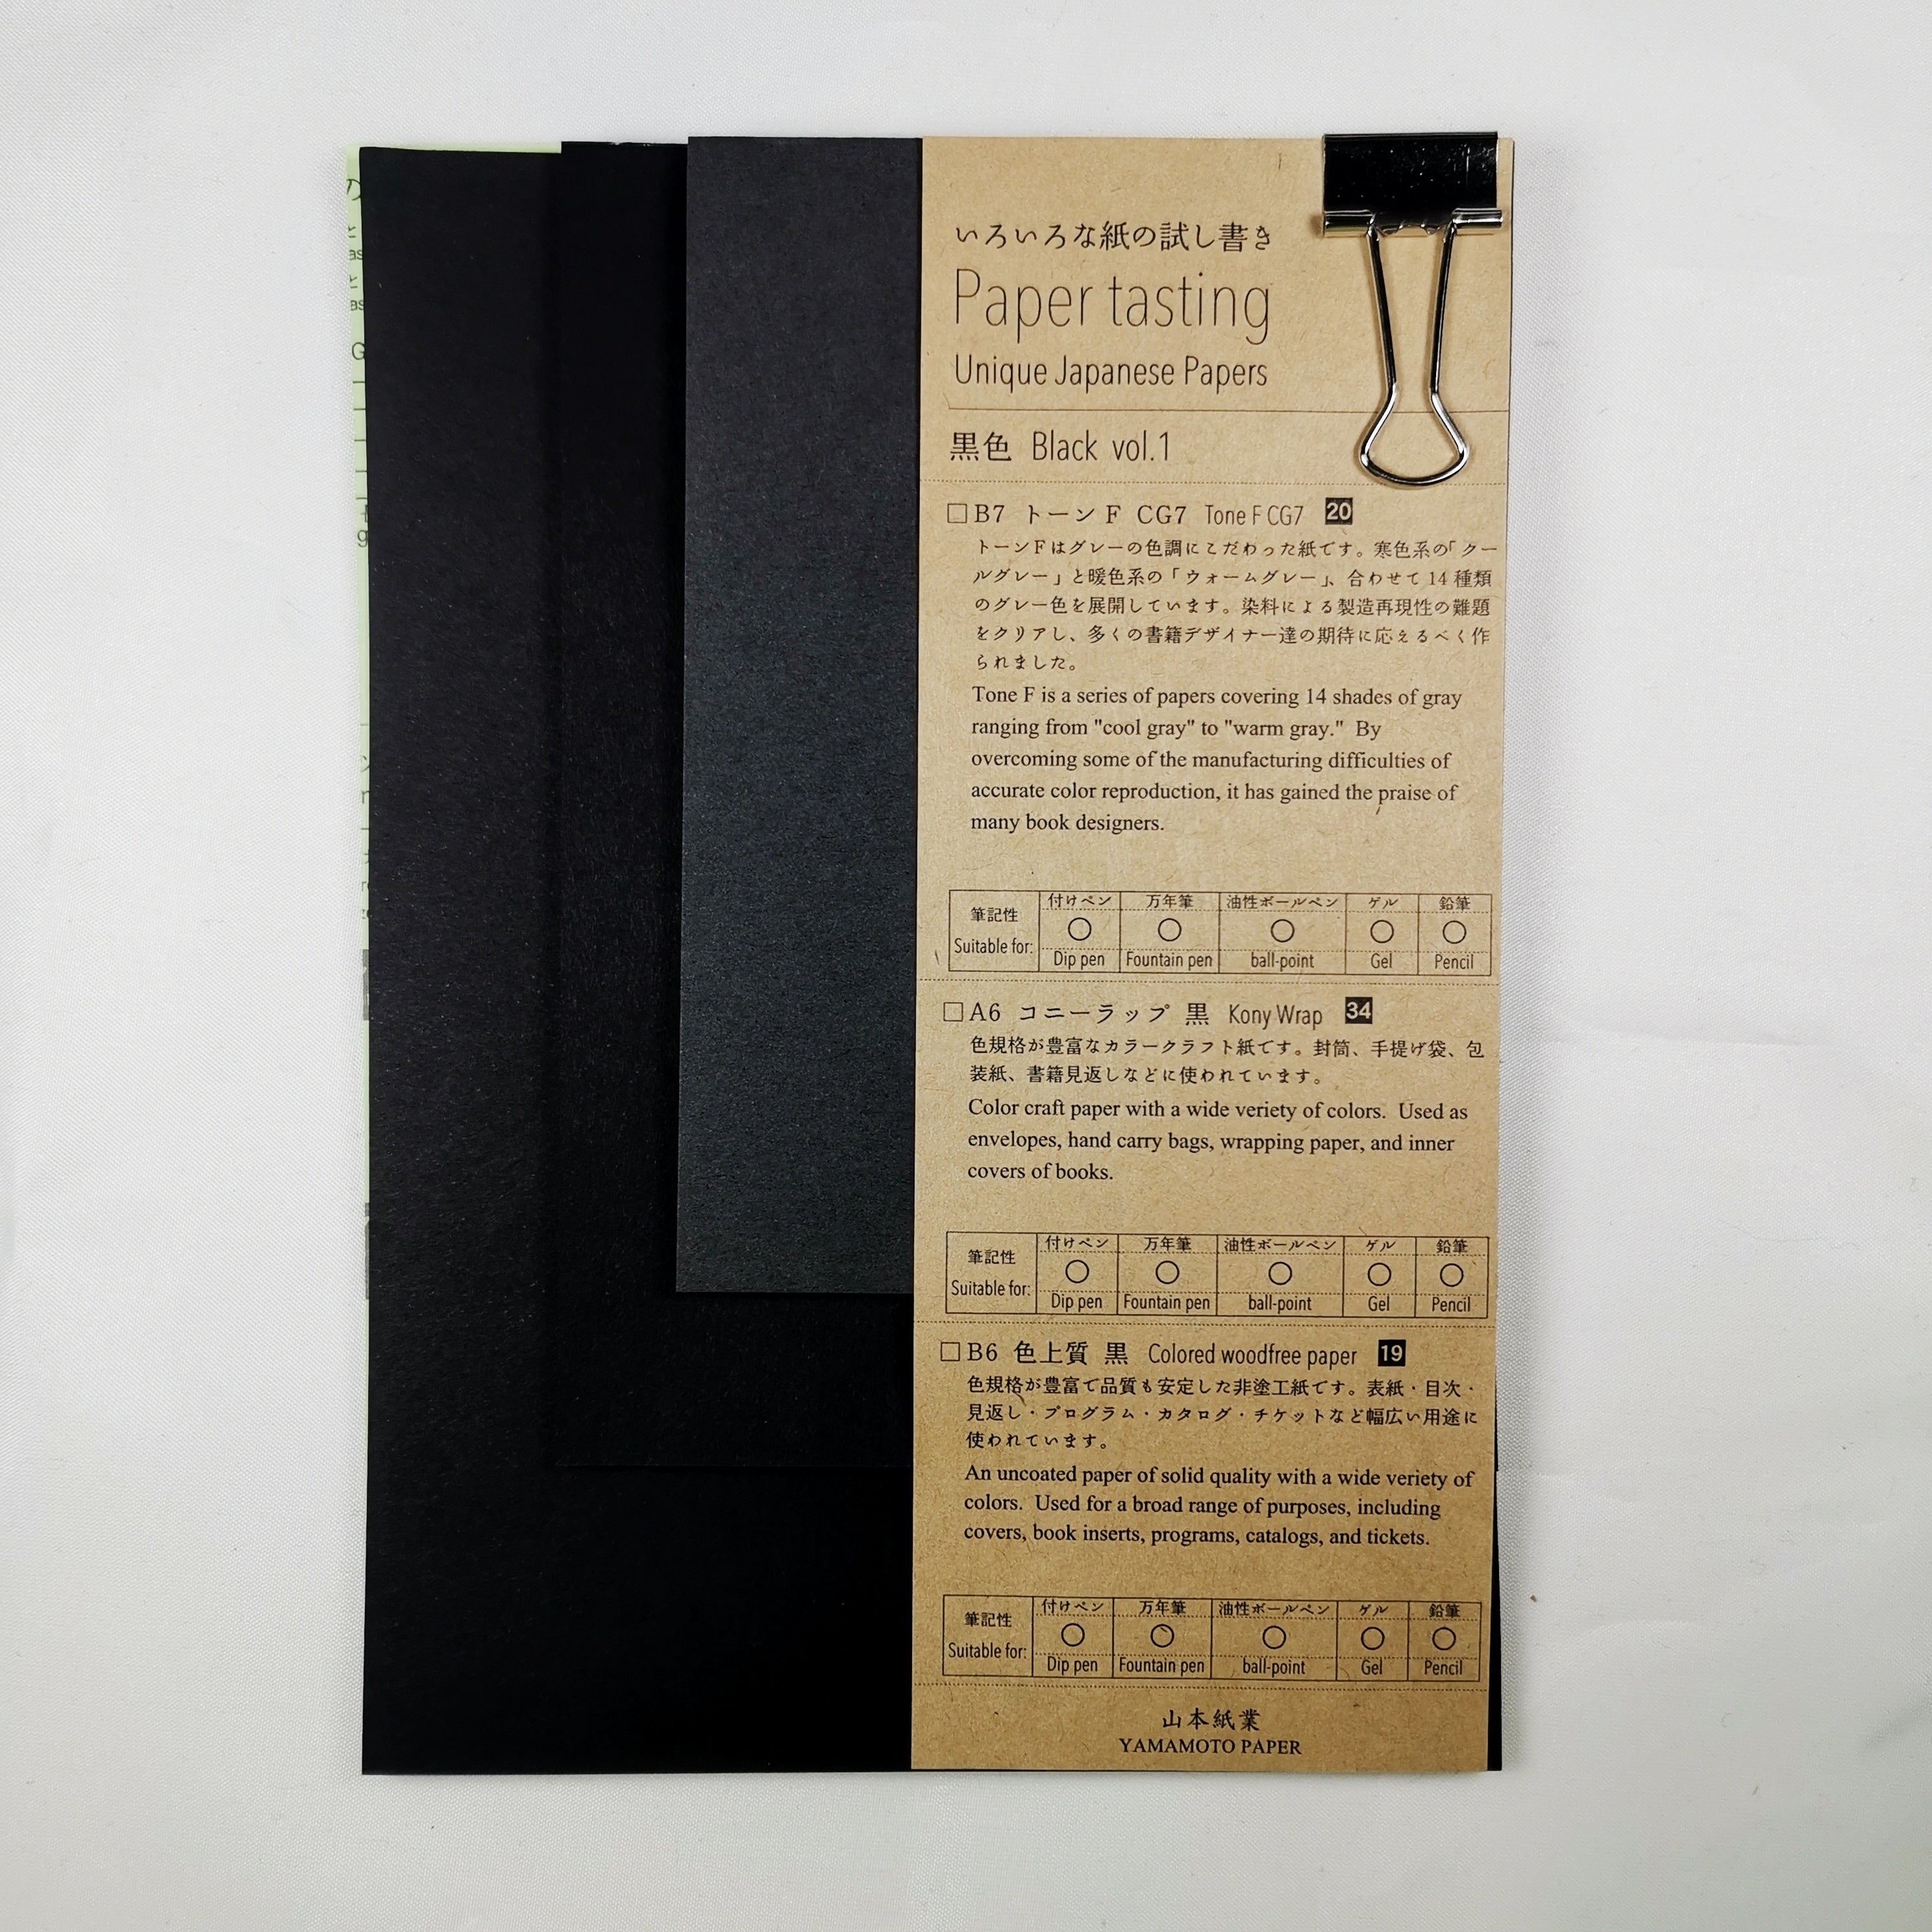 いろいろな紙の試し書き
Paper tasting
Unique Japanese Papers
黒色 Black vol.1
□B7 トーン F CG7 Tone F CG7 20
トーンFはグレーの色調にこだわった紙です。寒色系の「クー
ルグレー」と暖色系の「ウォームグレー」、合わせて 14 種類
のグレー色を展開しています。染料による製造再現性の難題
をクリアし、多くの書籍デザイナー達の期待に応えるべく作
られました。
Tone F is a series of papers covering 14 shades of gray
ranging from "cool gray" to "warm gray." By
overcoming some of the manufacturing difficulties of
accurate color reproduction, it has gained the praise of
many book designers.
付けペン 万年筆 油性ボールペン ゲル 鉛筆
筆記性 ○ ○ ○ ○ ○
Suitable for: Dip pen Fountain pen ball-point Gel Pencil
□A6 コニーラップ 黒 Kony Wrap 34
色規格が豊富なカラークラフト紙です。封筒、手提げ袋、包
装紙、書籍見返しなどに使われています。
Color craft paper with a wide veriety of colors. Used as
envelopes, hand carry bags, wrapping paper, and inner
covers of books.
付けペン 万年筆 油性ボールペン ゲル 鉛筆
筆記性 ○ ○ ○ ○ ○
Suitable for: Dip pen Fountain pen ball-point Gel Pencil
□B6 色上質 黒 Colored woodfree paper 19
色規格が豊富で品質も安定した非塗工紙です。表紙・目次・
見返し・プログラム・カタログ・チケットなど幅広い用途に
使われています。
An uncoated paper of solid quality with a wide veriety of
colors. Used for a broad range of purposes, including
covers, book inserts, programs, catalogs, and tickets.
付けペン 万年筆 油性ボールペン ゲル 鉛筆
筆記性 ○ ○ ○ ○ ○
Suitable for: Dip pen Fountain pen ball-point Gel Pencil
山本紙業
YAMAMOTO PAPER